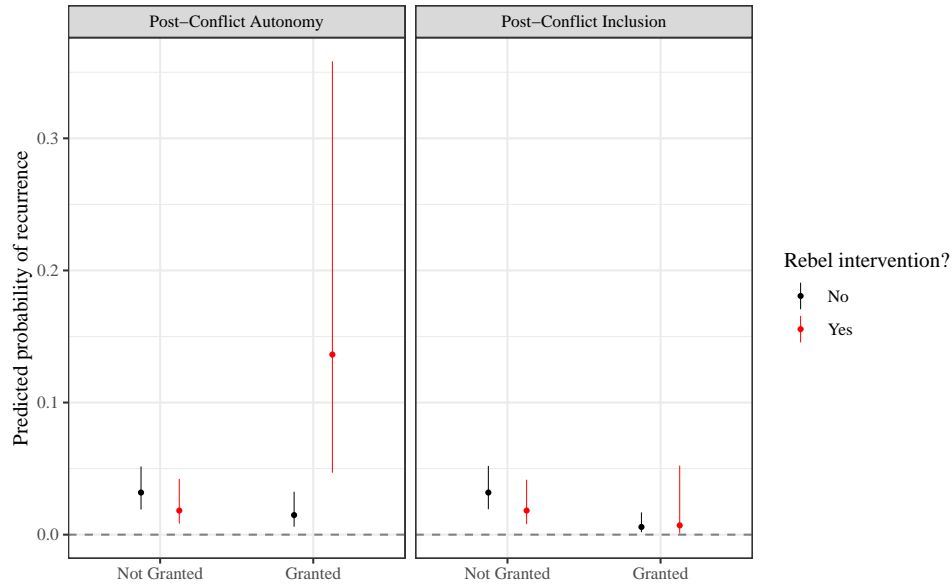 Post−Conflict Autonomy
Post−Conflict Inclusion
Predicted probability of recurrence
0.3
0.2
0.1
0.0
Not Granted
Granted
Not Granted
Granted
Rebel intervention?
No
Yes